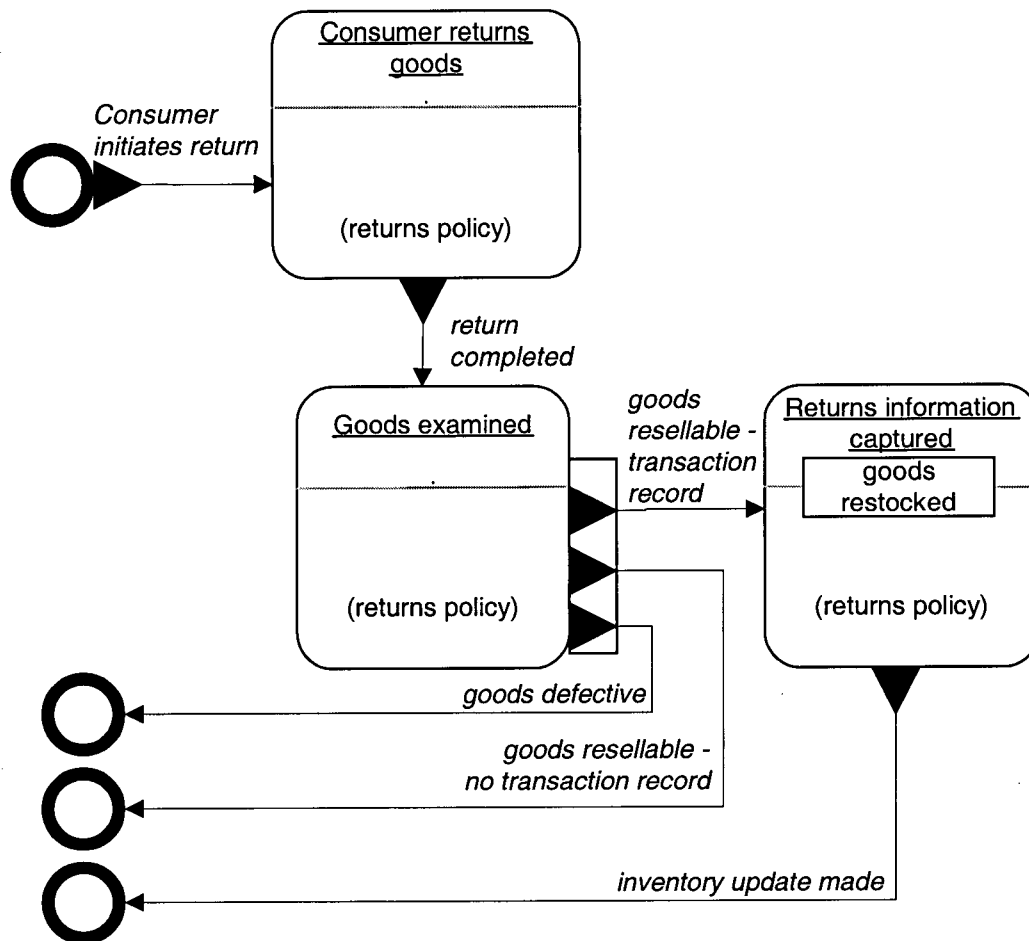 Consumer returns
goods
Consumer
initiates return
(returns policy)
return
completed
Goods examined
(returns policy)
goods
resellable -
transaction
record
Returns information
captured
goods
restocked
(returns policy)
goods defective
goods resellable -
no transaction record
inventory update made